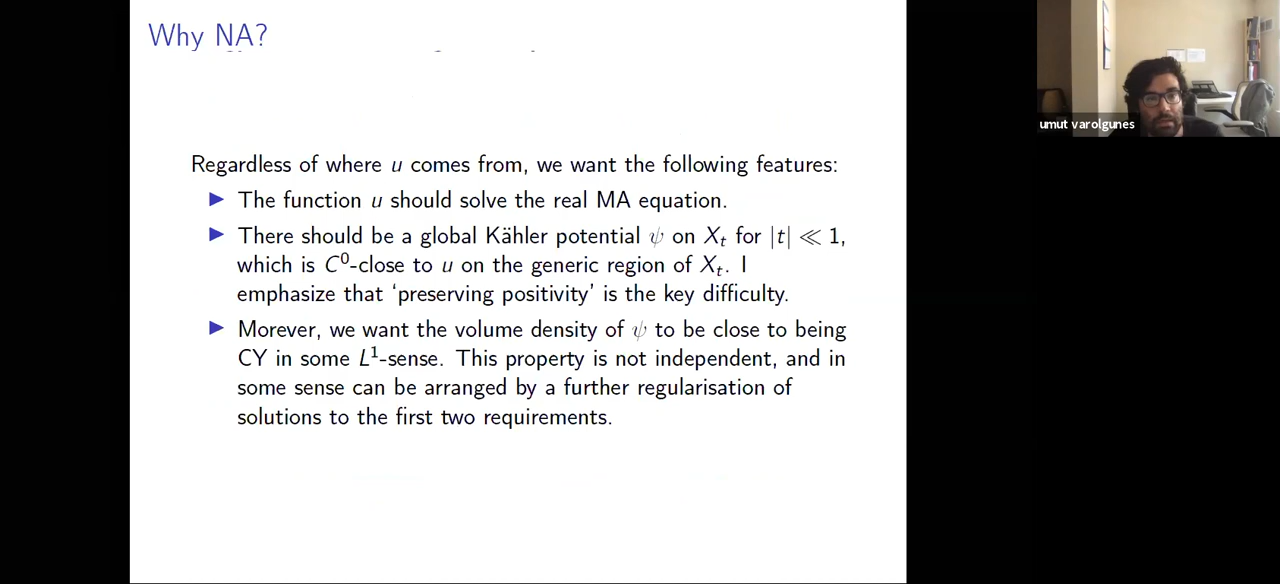 Why NA?
umut varolgunes
Regardless of where u comes from, we want the following features:
▶ The function u should solve the real MA equation.
▶ There should be a global Kähler potential ψ on Xₜ for |t| ≪ 1,
which is C⁰-close to u on the generic region of Xₜ. I
emphasize that ‘preserving positivity’ is the key difficulty.
▶ Morever, we want the volume density of ψ to be close to being
CY in some L¹-sense. This property is not independent, and in
some sense can be arranged by a further regularisation of
solutions to the first two requirements.